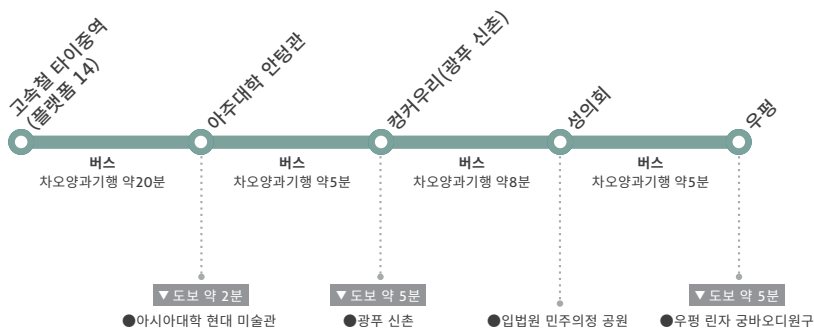 고속철 타이중역
(플랫폼 14)
아주대학 안텅관
컹커우리(광푸 신촌)
성의회
우펑
버스
차오양과기행 약20분
버스
차오양과기행 약5분
버스
차오양과기행 약8분
버스
차오양과기행 약5분
▼ 도보 약 2분
●아시아대학 현대 미술관
▼ 도보 약 5분
●광푸 신촌
●입법원 민주의정 공원
▼ 도보 약 5분
●우펑 린자 궁바오디원구